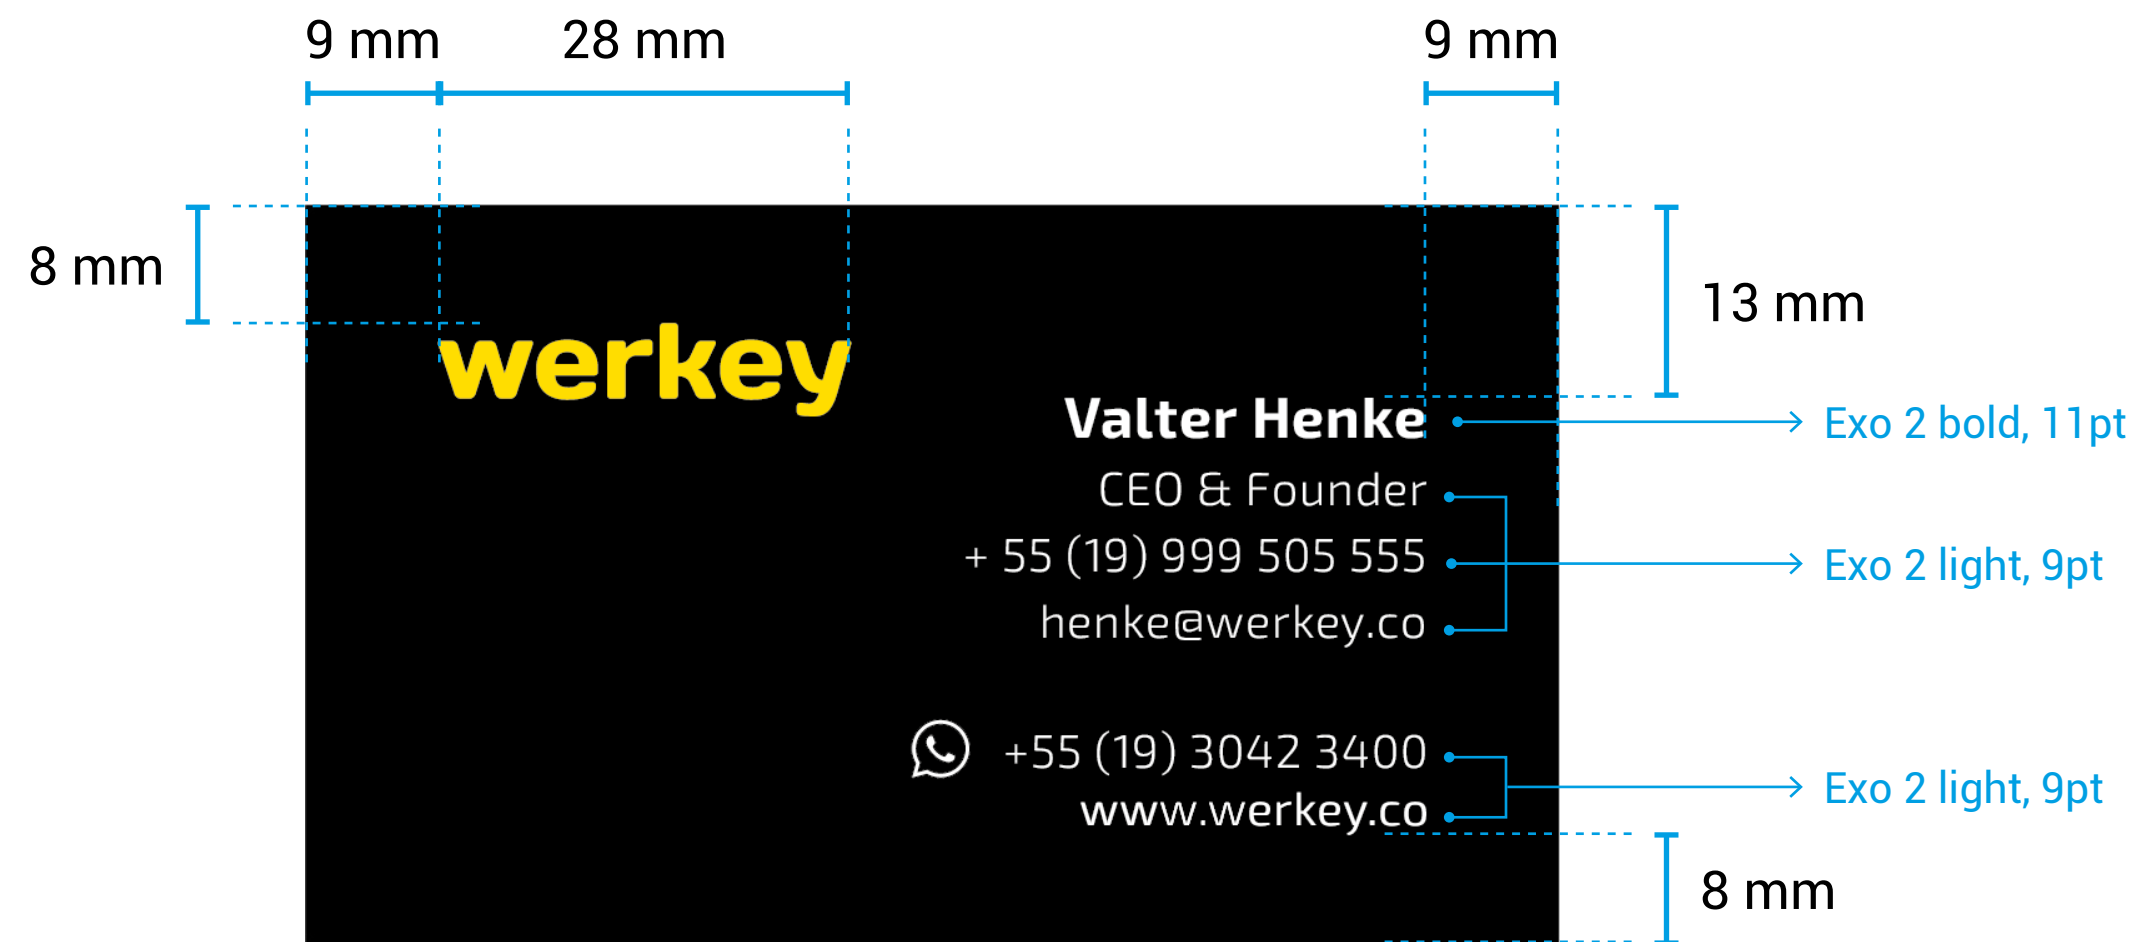 9 mm 28 mm 9 mm
8 mm
13 mm
werkey
Valter Henke
Exo 2 bold, 11pt
CEO & Founder
+ 55 (19) 999 505 555
Exo 2 light, 9pt
henke@werkey.co
+55 (19) 3042 3400
Exo 2 light, 9pt
www.werkey.co
8 mm